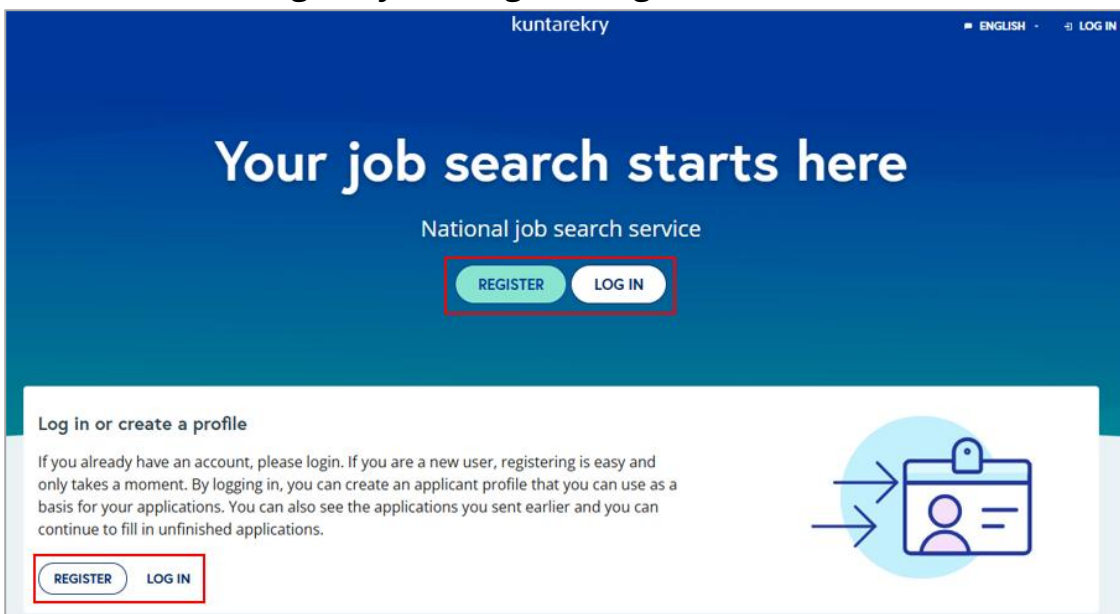 kuntarekry
ENGLISH
LOG IN
Your job search starts here
National job search service
REGISTER LOG IN
Log in or create a profile
If you already have an account, please login. If you are a new user, registering is easy and
only takes a moment. By logging in, you can create an applicant profile that you can use as a
basis for your applications. You can also see the applications you sent earlier and you can
continue to fill in unfinished applications.
REGISTER LOG IN